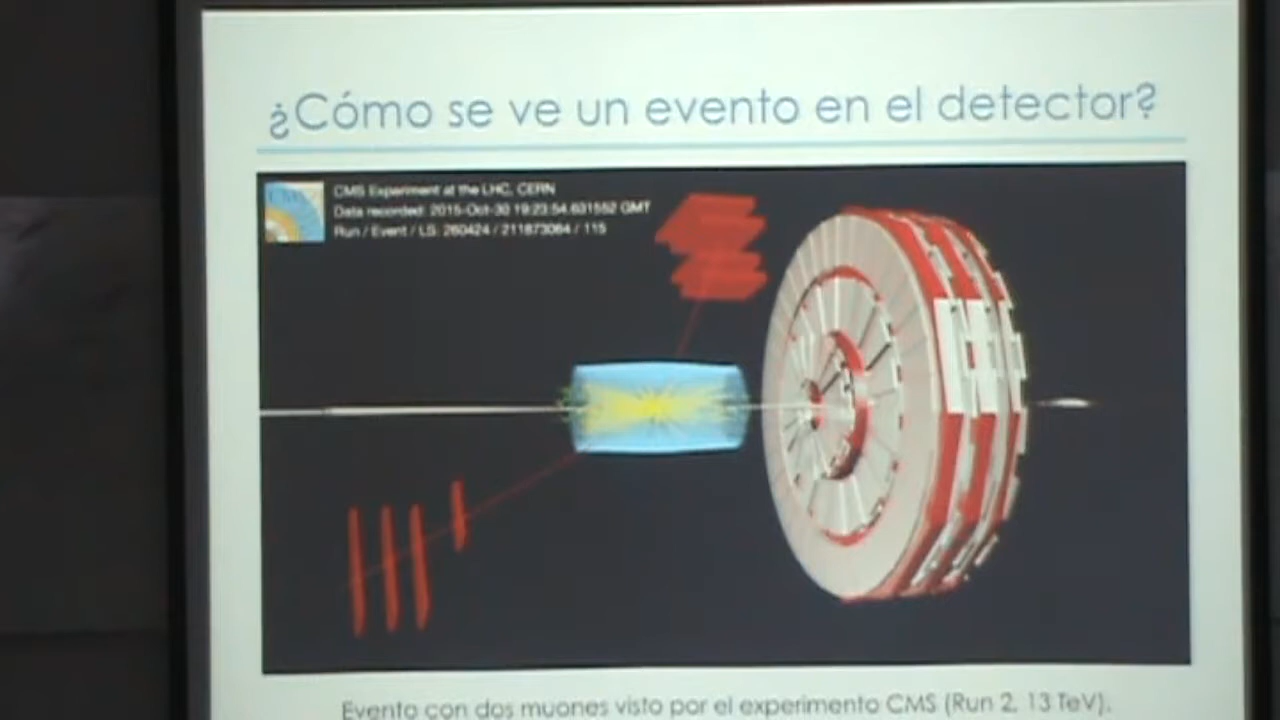 ¿Cómo se ve un evento en el detector?
CMS
CMS Experiment at the LHC, CERN
Data recorded: 2015-Oct-30 19:23:54.631552 GMT
Run / Event / LS: 260424 / 211873064 / 115
Evento con dos muones visto por el experimento CMS (Run 2, 13 TeV).